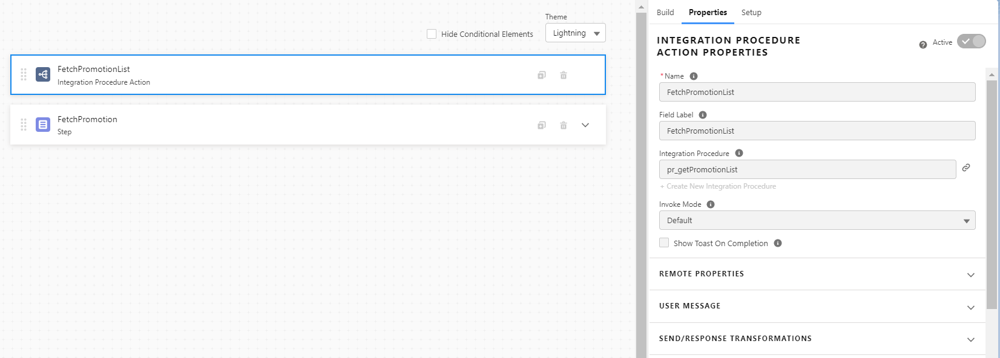 Theme
Hide Conditional Elements
Lightning
FetchPromotionList
Integration Procedure Action
FetchPromotion
Step
Build Properties Setup
INTEGRATION PROCEDURE
ACTION PROPERTIES
Active
*Name
FetchPromotionList
Field Label
FetchPromotionList
Integration Procedure
pr_getPromotionList
+ Create New Integration Procedure
Invoke Mode
Default
Show Toast On Completion
REMOTE PROPERTIES
USER MESSAGE
SEND/RESPONSE TRANSFORMATIONS